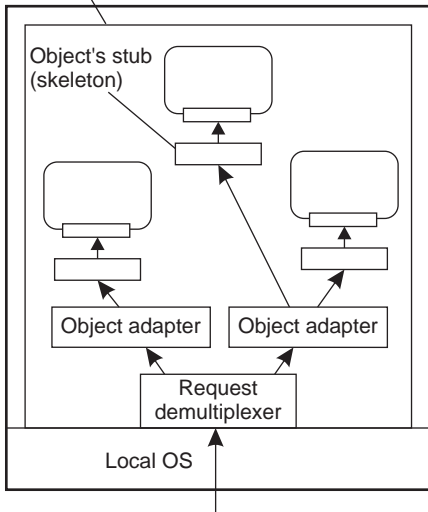 Object's stub
(skeleton)
Object adapter
Object adapter
Request
demultiplexer
Local OS